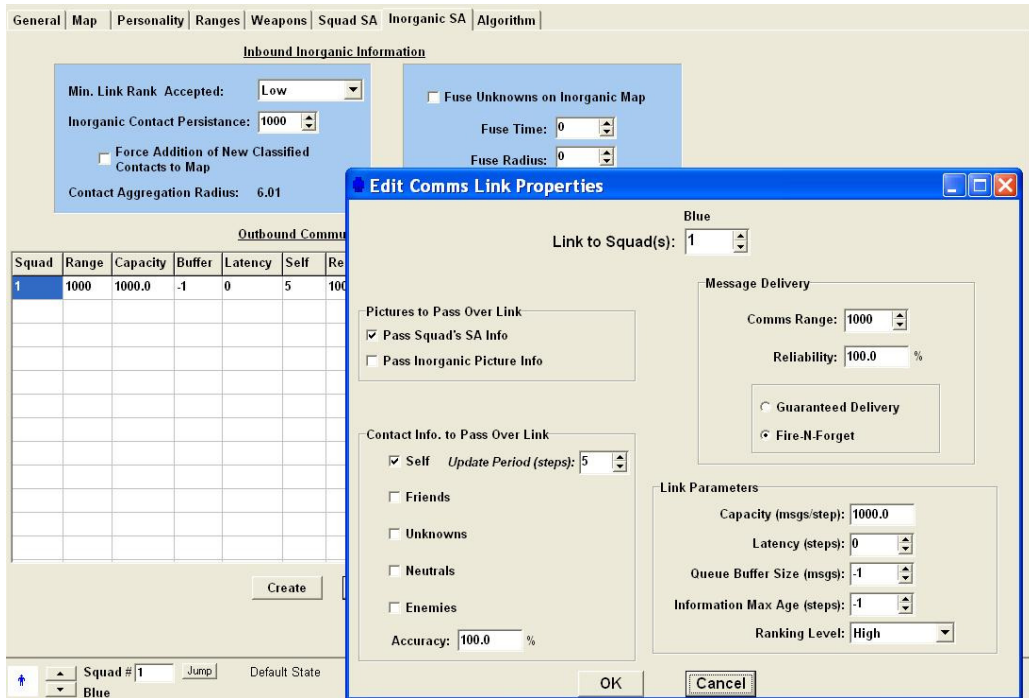 General Map Personality Ranges Weapons Squad SA Inorganic SA Algorithm
Inbound Inorganic Information
Min. Link Rank Accepted: Low
Inorganic Contact Persistance: 1000
Force Addition of New Classified
Contacts to Map
Contact Aggregation Radius: 6.01
Fuse Unknowns on Inorganic Map
Fuse Time: 0
Fuse Radius: 0
Outbound Commu
Squad Range Capacity Buffer Latency Self Re
1 1000 1000.0 -1 0 5 100
Create
Squad # 1 Jump Default State
Blue
Edit Comms Link Properties
Blue
Link to Squad(s): 1
Pictures to Pass Over Link
Pass Squad's SA Info
Pass Inorganic Picture Info
Contact Info. to Pass Over Link
Self Update Period (steps): 5
Friends
Unknowns
Neutrals
Enemies
Accuracy: 100.0 %
Message Delivery
Comms Range: 1000
Reliability: 100.0 %
Guaranteed Delivery
Fire-N-Forget
Link Parameters
Capacity (msgs/step): 1000.0
Latency (steps): 0
Queue Buffer Size (msgs): -1
Information Max Age (steps): -1
Ranking Level: High
OK Cancel